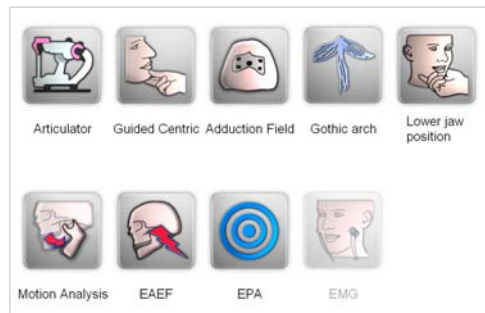 Articulator
Guided Centric
Adduction Field
Gothic arch
Lower jaw
position
Motion Analysis
EAEF
EPA
EMG